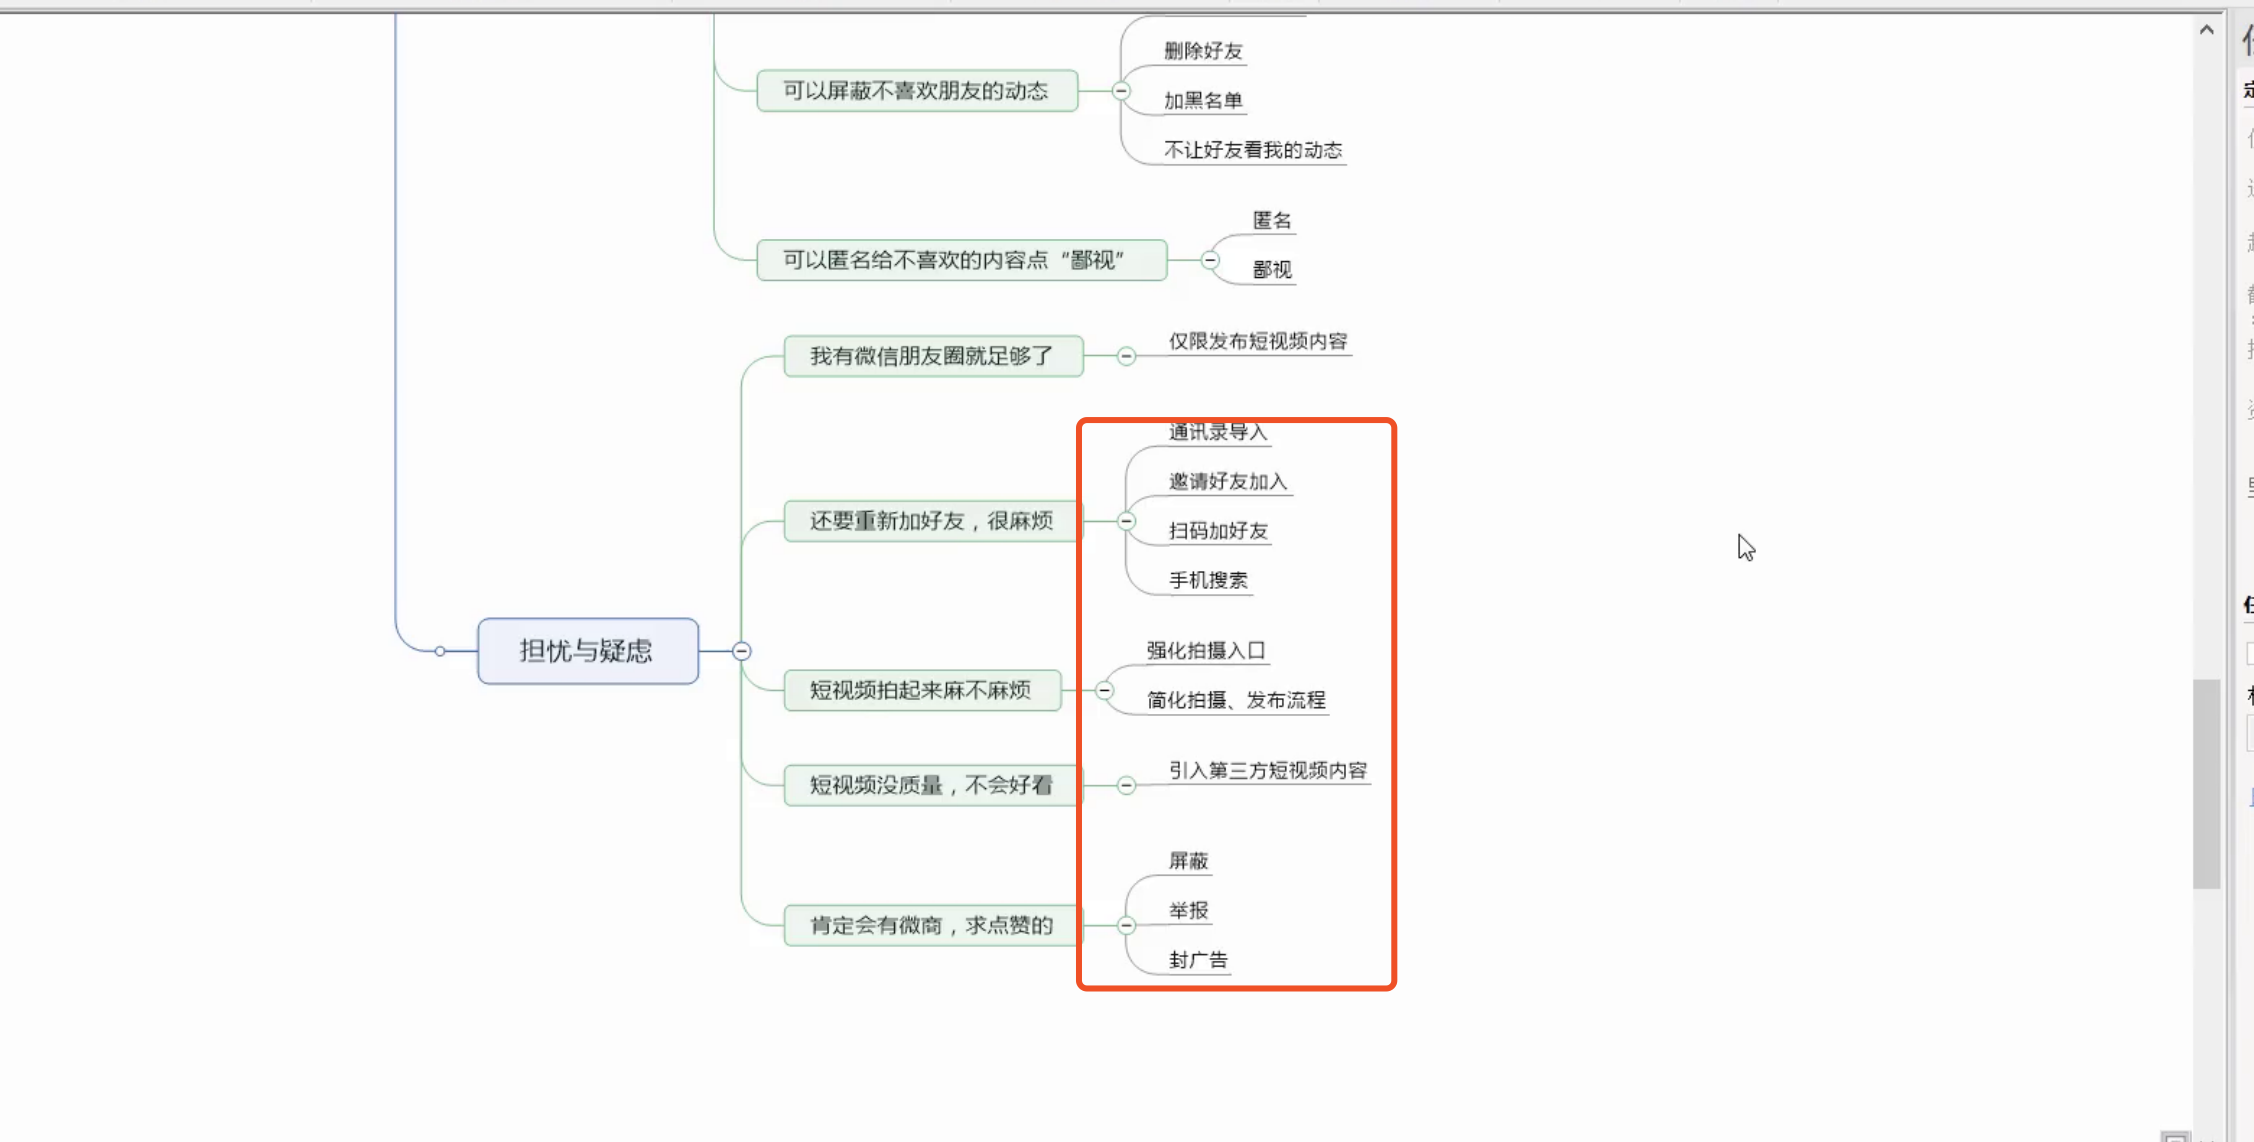 删除好友
可以屏蔽不喜欢朋友的动态
加黑名单
不让好友看我的动态
匿名
可以匿名给不喜欢的内容点“鄙视”
鄙视
我有微信朋友圈就足够了
仅限发布短视频内容
通讯录导入
邀请好友加入
还要重新加好友，很麻烦
扫码加好友
手机搜索
担忧与疑虑
强化拍摄入口
短视频拍起来麻不麻烦
简化拍摄、发布流程
短视频没质量，不会好看
引入第三方短视频内容
屏蔽
举报
肯定会有微商，求点赞的
封广告